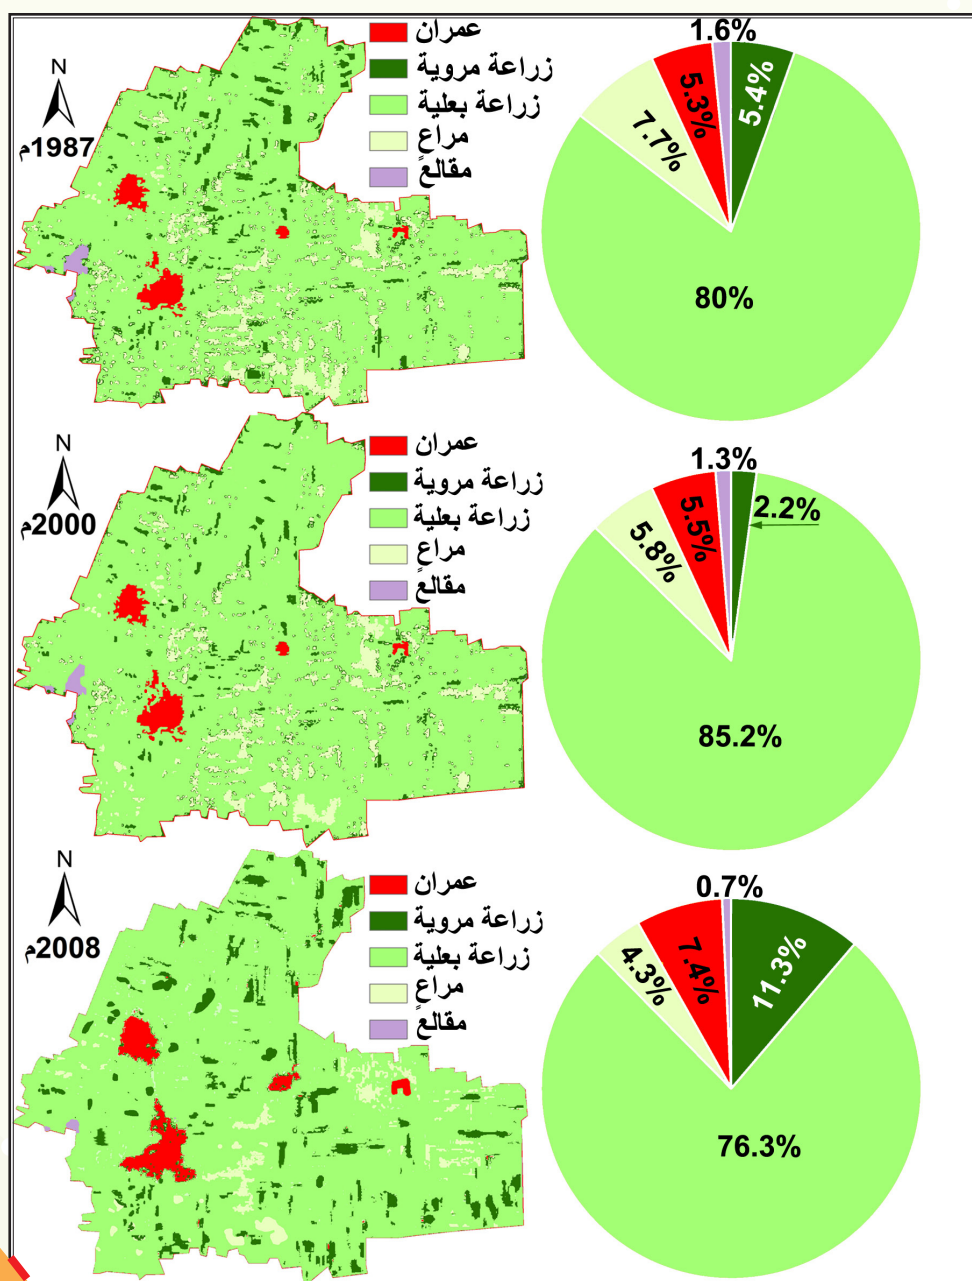 عمران
زراعة مروية
زراعة بعلية
مراعٍ
مقالع
N
1987م
1.6%
5.4%
5.3%
7.7%
80%
عمران
زراعة مروية
زراعة بعلية
مراعٍ
مقالع
N
2000م
1.3%
2.2%
5.5%
5.8%
85.2%
عمران
زراعة مروية
زراعة بعلية
مراعٍ
مقالع
N
2008م
0.7%
11.3%
7.4%
4.3%
76.3%